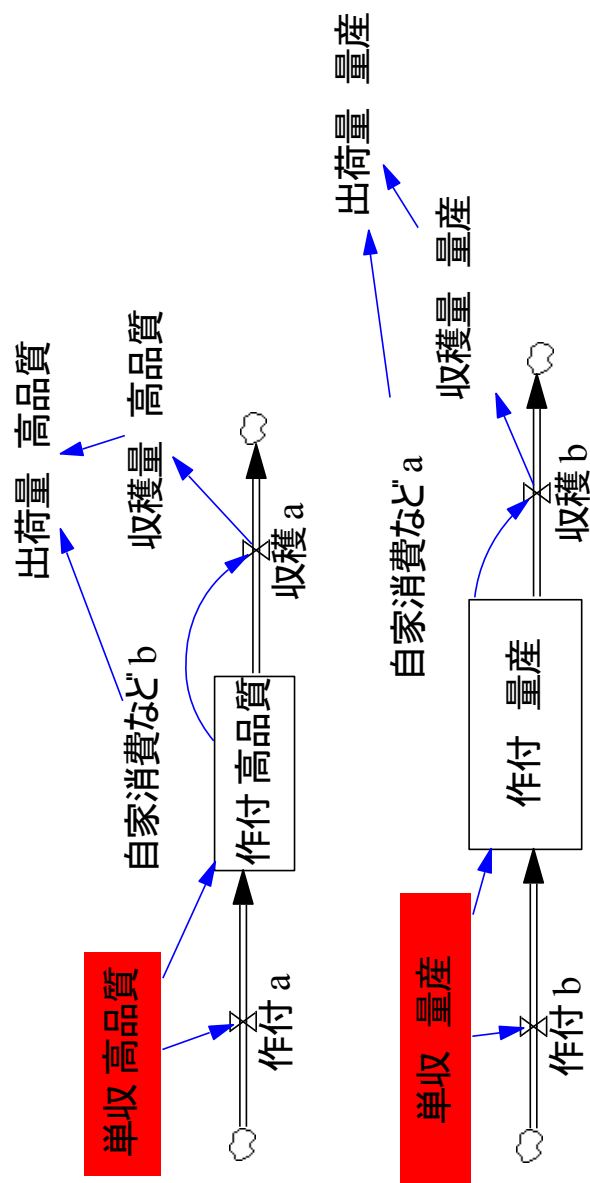 出荷量 高品質
収穫量 高品質
自家消費など b
単収 高品質
作付 高品質
作付 a
収穫 a
出荷量 量産
収穫量 量産
自家消費など a
単収 量産
作付 量産
作付 b
収穫 b